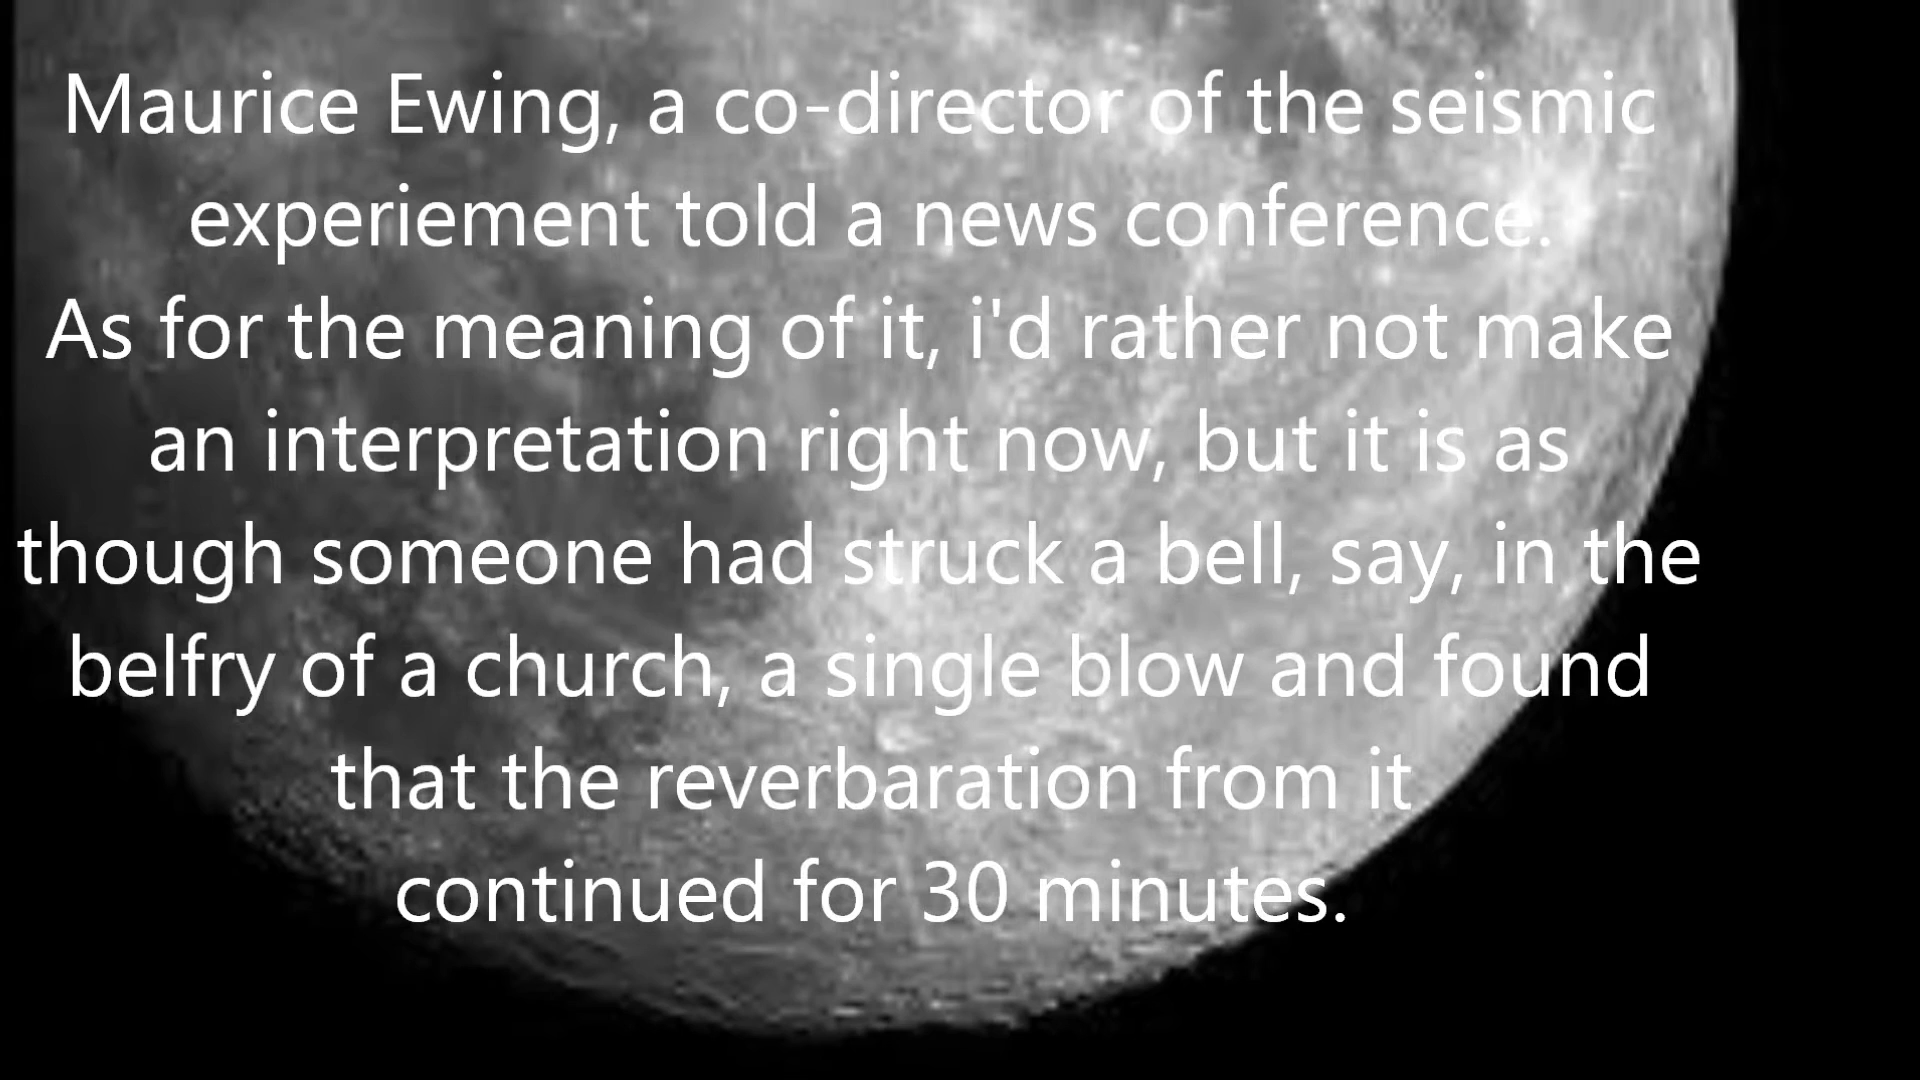 Maurice Ewing, a co-director of the seismic
experiement told a news conference.
As for the meaning of it, i'd rather not make
an interpretation right now, but it is as
though someone had struck a bell, say, in the
belfry of a church, a single blow and found
that the reverbaration from it
continued for 30 minutes.